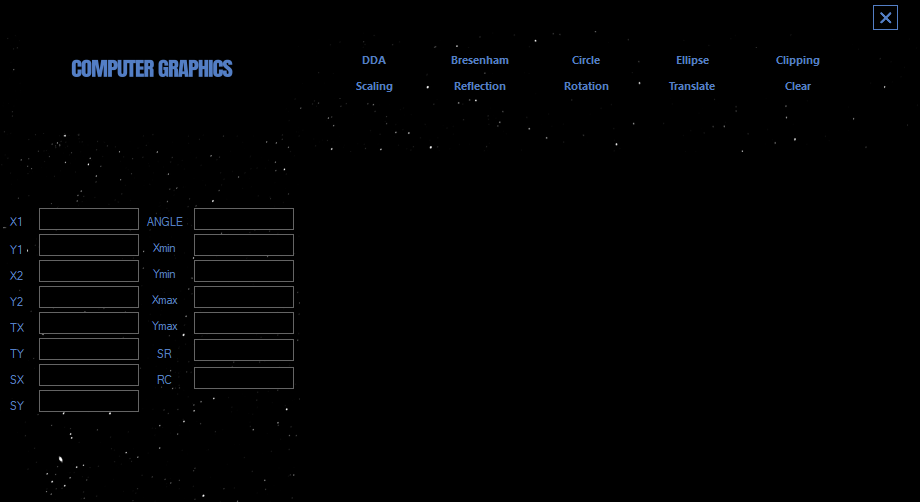 COMPUTER GRAPHICS
DDA Bresenham Circle Ellipse Clipping
Scaling Reflection Rotation Translate Clear
X1 ANGLE
Y1 Xmin
X2 Ymin
Y2 Xmax
TX Ymax
TY SR
SX RC
SY